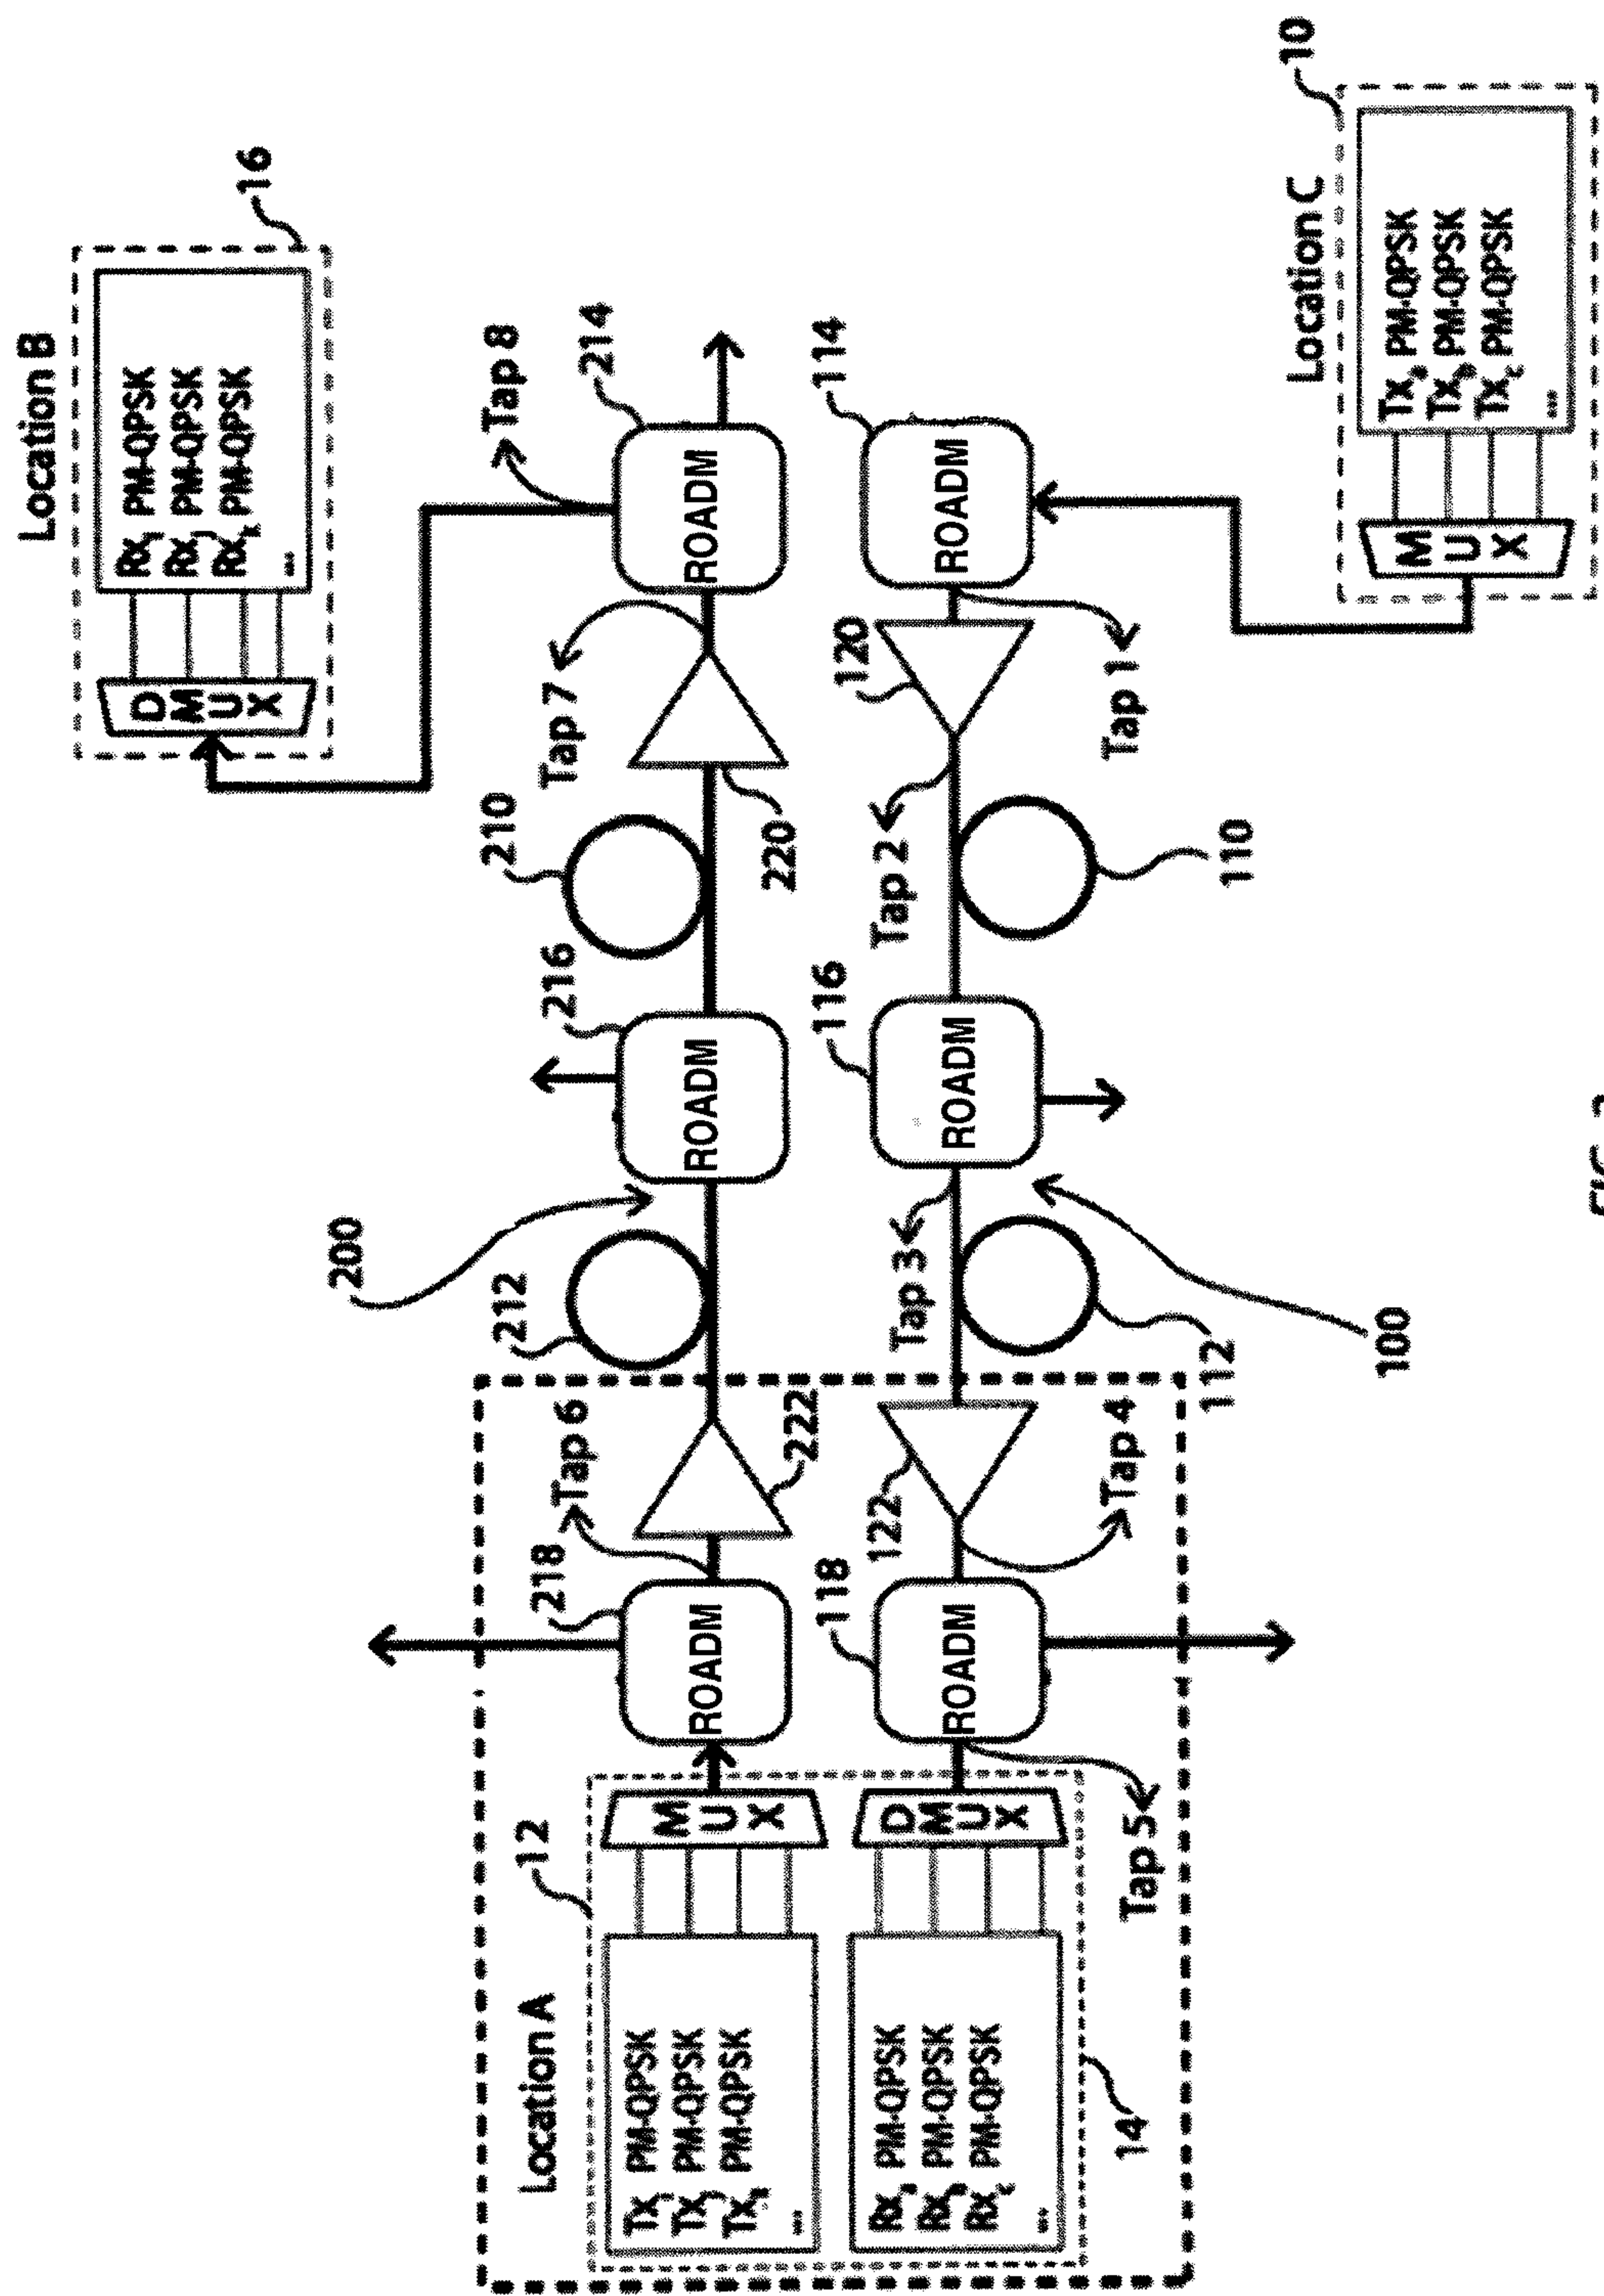 Location B
16
Rxi PM-QPSK
Rxj PM-QPSK
Rxk PM-QPSK
...
D
M
U
X
Tap 8
214
ROADM
Tap 7
220
210
216
ROADM
200
212
222
Tap 6
218
ROADM
Location A
12
M
U
X
Txi PM-QPSK
Txj PM-QPSK
PM-QPSK
...
Rxa PM-QPSK
Rxb PM-QPSK
Rxc PM-QPSK
...
D
M
U
X
14
Tap 5
118
ROADM
122
Tap 4
112
Tap 3
100
116
ROADM
110
Tap 2
120
Tap 1
114
ROADM
Location C
10
Txa PM-QPSK
Txb PM-QPSK
Txc PM-QPSK
...
M
U
X